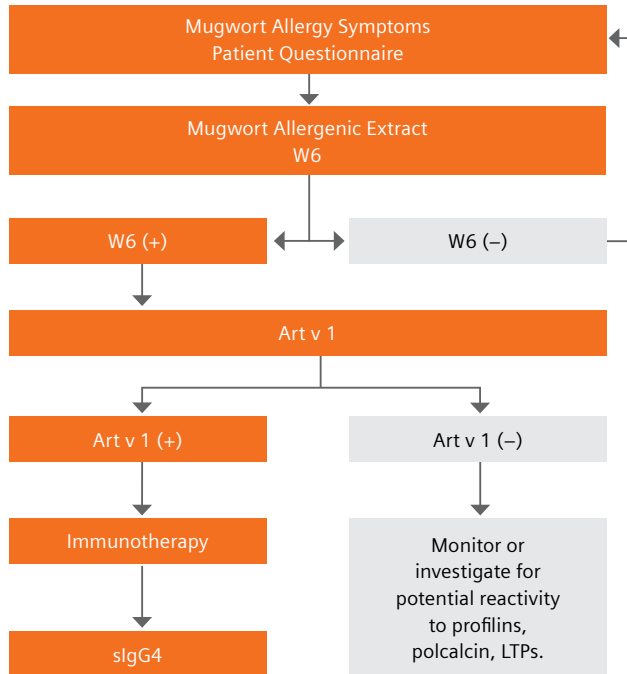 Mugwort Allergy Symptoms
Patient Questionnaire
Mugwort Allergenic Extract
W6
W6 (+)
W6 (–)
Art v 1
Art v 1 (+)
Art v 1 (–)
Immunotherapy
Monitor or
investigate for
potential reactivity
to profilins,
polcalcin, LTPs.
sIgG4